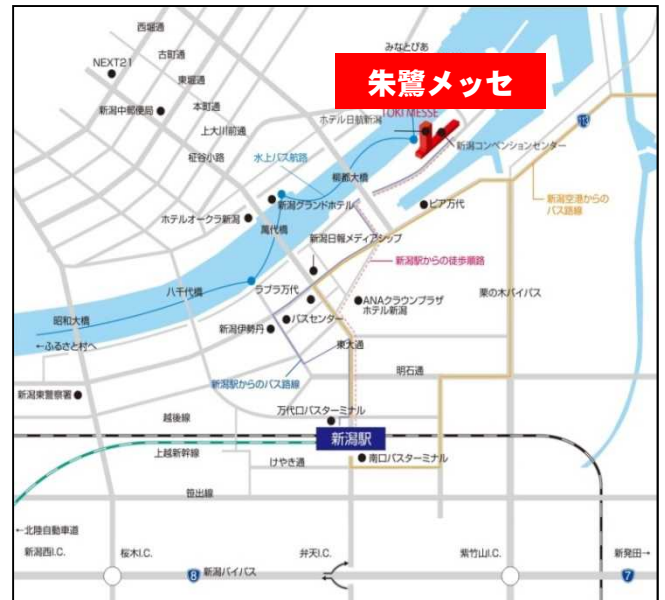 西堀通
みなとぴあ
古町通
NEXT21
東堀通
朱鷺メッセ
本町通
新潟中郵便局
TOKI MESSE
ホテル日航新潟
113
上大川前通
新潟コンベンションセンター
柾谷小路
水上バス航路
柳都大橋
新潟グランドホテル
ピア万代
新潟空港からの
バス路線
ホテルオークラ新潟
萬代橋
新潟日報メディアシップ
新潟駅からの徒歩順路
八千代橋
ラブラ万代
栗の木バイパス
ANAクラウンプラザ
ホテル新潟
昭和大橋
新潟伊勢丹
バスセンター
←ふるさと村へ
東大通
明石通
新潟駅からのバス路線
新潟東警察署
越後線
万代口バスターミナル
新潟駅
上越新幹線
けやき通
南口バスターミナル
笹出線
←北陸自動車道
新潟西I.C.
桜木I.C.
弁天I.C.
紫竹山I.C.
新発田→
8
新潟バイパス
7